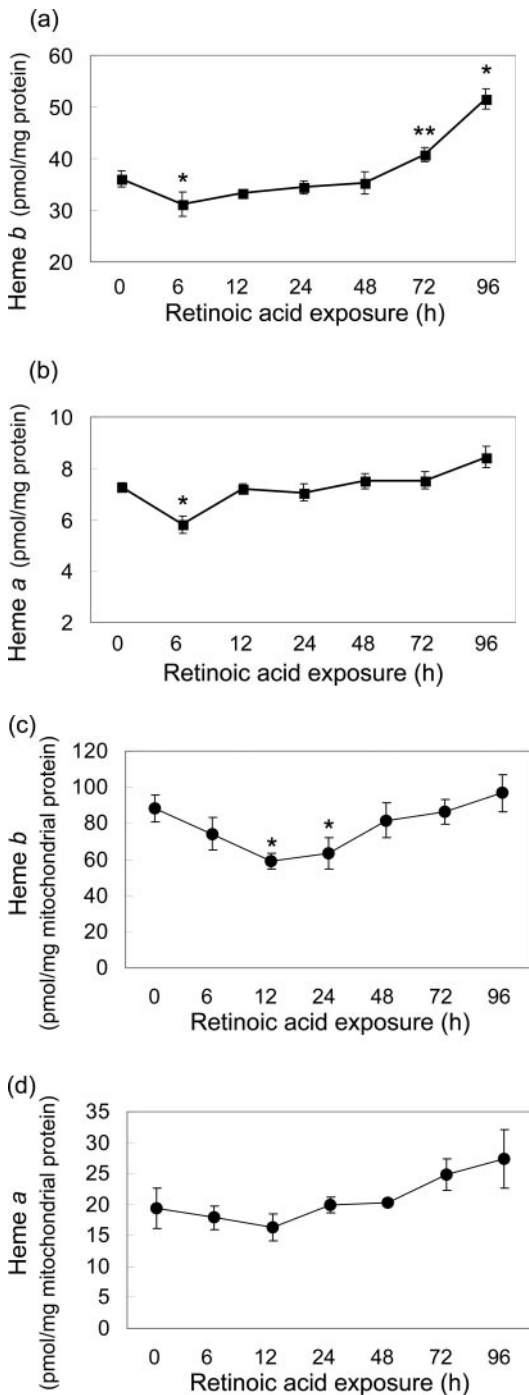 (a)
Heme b (pmol/mg protein)
60
50
40
30
20
*
**
*
0 6 12 24 48 72 96
Retinoic acid exposure (h)
(b)
Heme a (pmol/mg protein)
10
8
6
4
2
*
0 6 12 24 48 72 96
Retinoic acid exposure (h)
(c)
Heme b
(pmol/mg mitochondrial protein)
120
100
80
60
40
20
0
* *
0 6 12 24 48 72 96
Retinoic acid exposure (h)
(d)
Heme a
(pmol/mg mitochondrial protein)
35
30
25
20
15
10
5
0
0 6 12 24 48 72 96
Retinoic acid exposure (h)